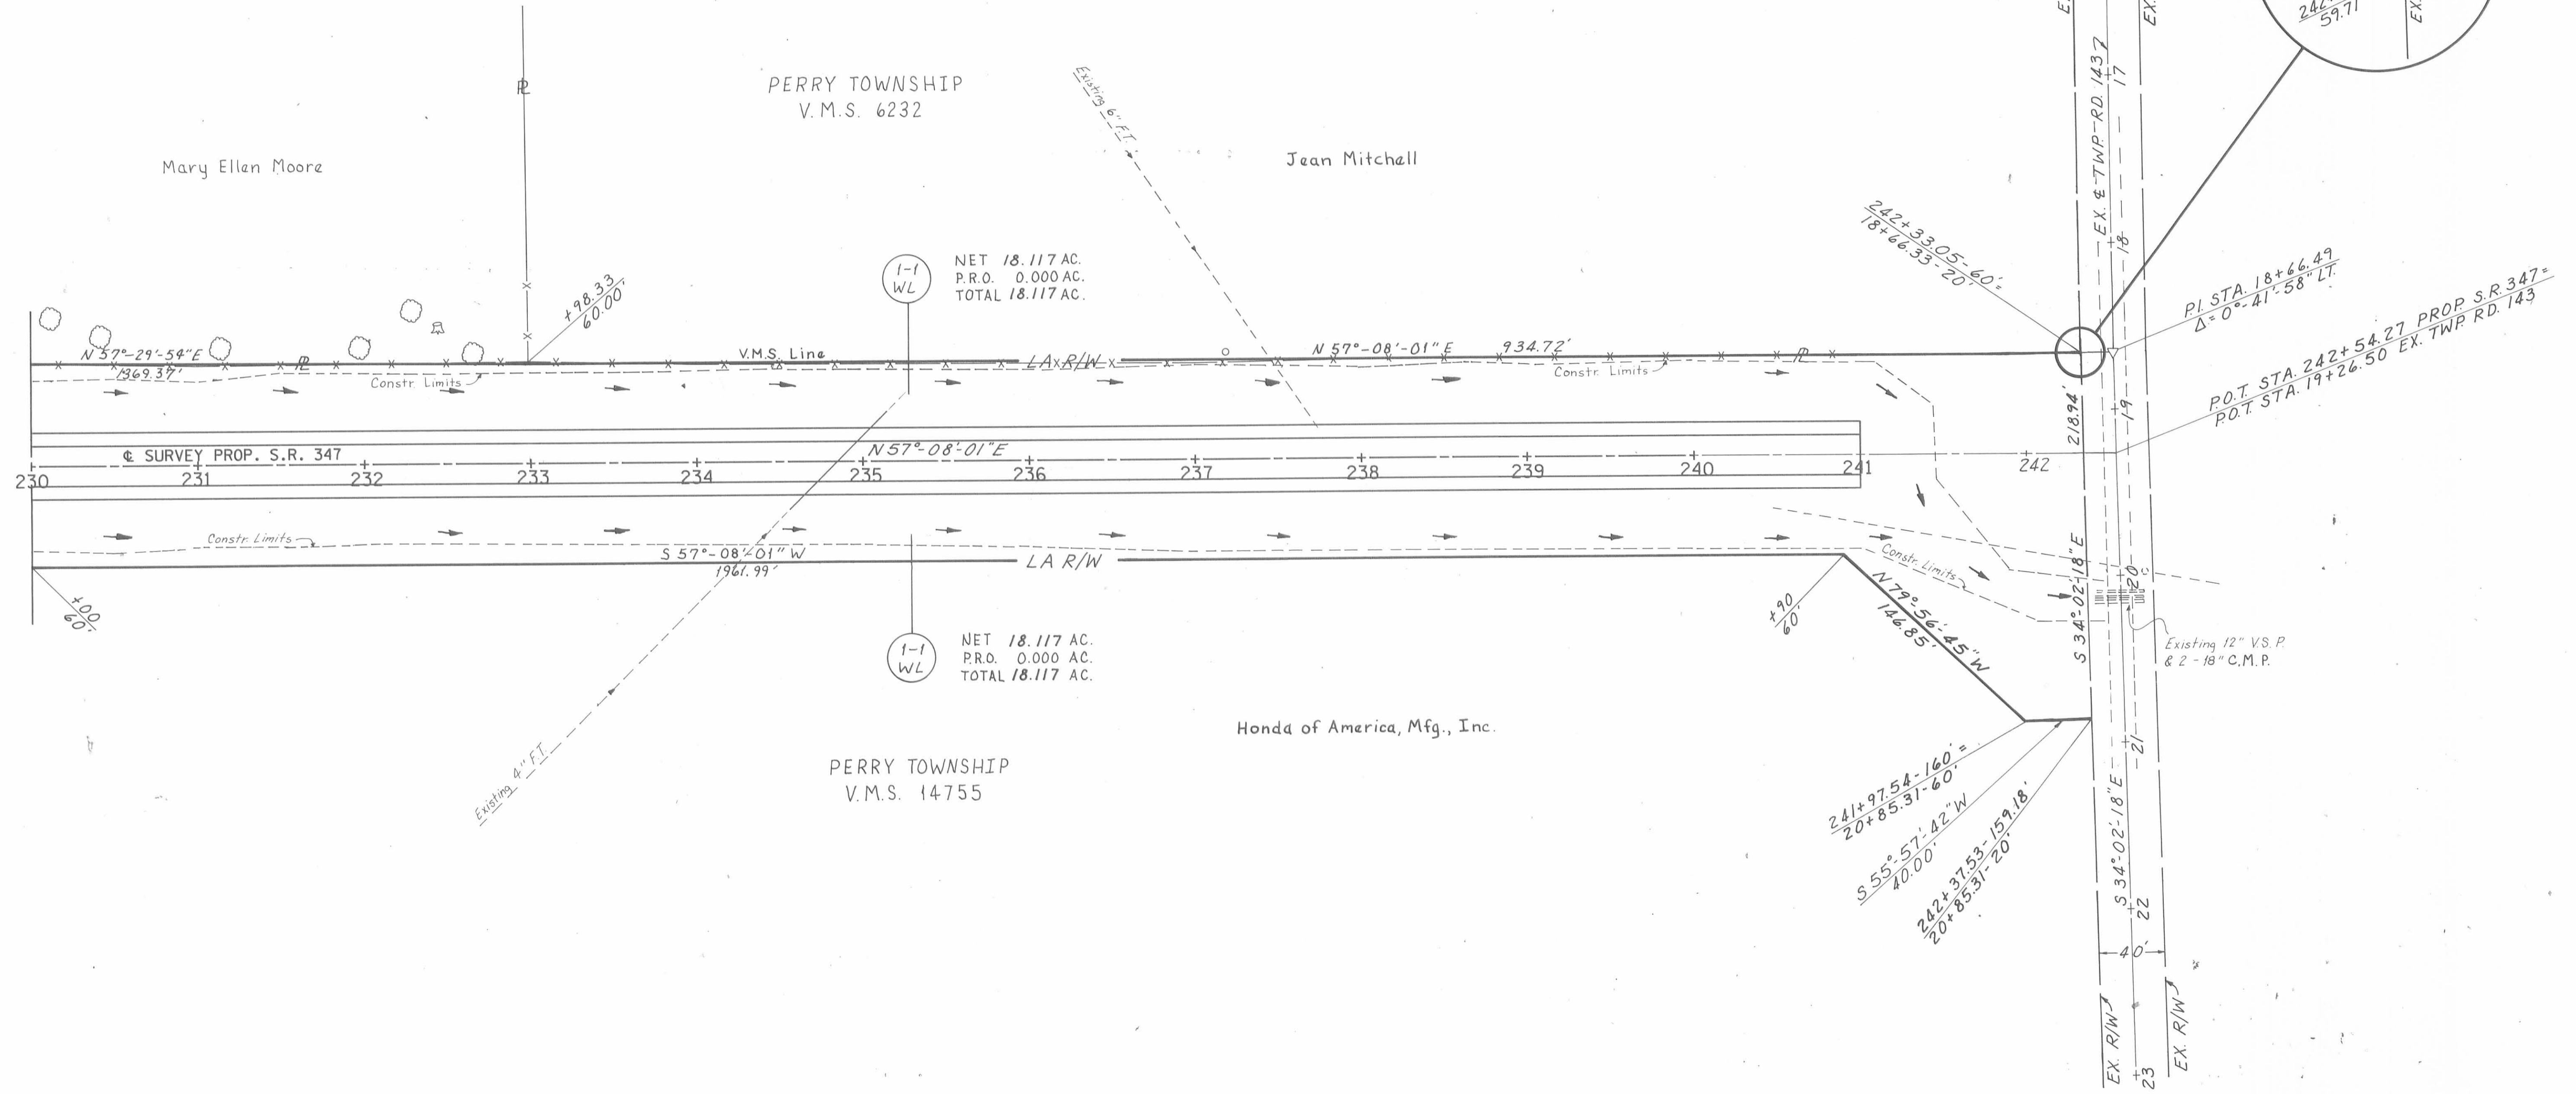 PERRY TOWNSHIP
V.M.S. 6232
Mary Ellen Moore
Jean Mitchell
Existing 6" F.T.
PL
+98.33
60.00'
1-1
WL
NET 18.117 AC.
P.R.O. 0.000 AC.
TOTAL 18.117 AC.
N 57°-29'-54" E
1369.37'
PL
Constr. Limits
V.M.S. Line
LA R/W
N 57°-08'-01" E 934.72'
Constr. Limits
PL
242+33.05-60'=
18+66.33-20'
EX. ℄ TWP. RD. 143
17
18
19
20
21
22
23
59.71
EX.
P.I. STA. 18+66.49
Δ= 0°-41'-58" LT.
P.O.T. STA. 242+54.27 PROP. S.R. 347=
P.O.T. STA. 19+26.50 EX. TWP. RD. 143
218.94'
S 34°-02'-18" E
℄ SURVEY PROP. S.R. 347
N 57°-08'-01" E
230 231 232 233 234 235 236 237 238 239 240 241 242
Constr. Limits
S 57°-08'-01" W
1961.99'
LA R/W
Constr. Limits
+00
60'
+90
60'
N 79°-56'-45" W
146.85'
1-1
WL
NET 18.117 AC.
P.R.O. 0.000 AC.
TOTAL 18.117 AC.
Existing 12" V.S.P.
& 2-18" C.M.P.
Existing 4" F.T.
Honda of America, Mfg., Inc.
PERRY TOWNSHIP
V.M.S. 14755
241+97.54-160'=
20+85.31-60'
S 55°-57'-42" W
40.00'
242+37.53-159.18'
20+85.31-20'
S 34°-02'-18" E
40'
EX. R/W
EX. R/W